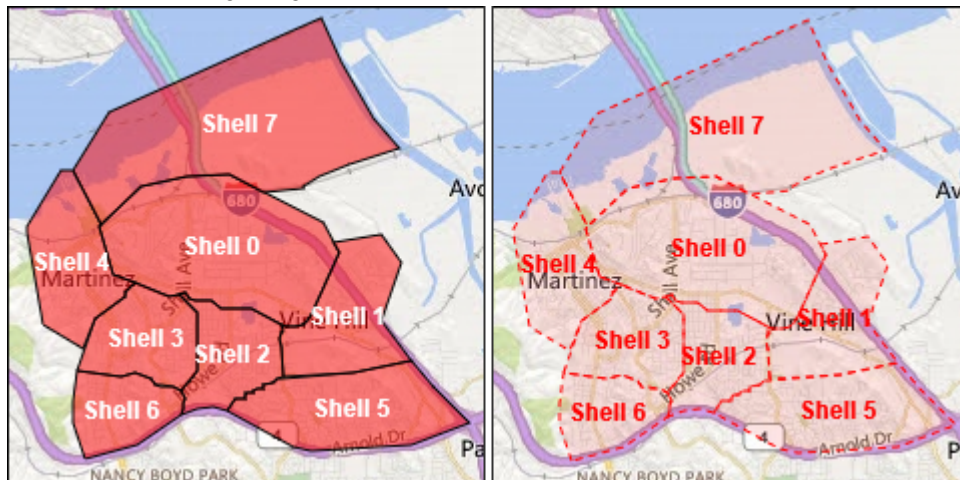 Shell 7
680
Avo
Shell 0
Shell Ave
Shell 4
Martinez
Shell 1
Vine Hill
Shell 3
Shell 2
Howe R
Shell 6
Shell 5
4
Arnold Dr
Pa
NANCY BOYD PARK
Shell 7
680
Av
Shell 0
Shell Ave
Shell 4
Martinez
Shell 1
Vine Hill
Shell 3
Shell 2
Howe R
Shell 6
Shell 5
4
Arnold Dr
P
NANCY BOYD PARK